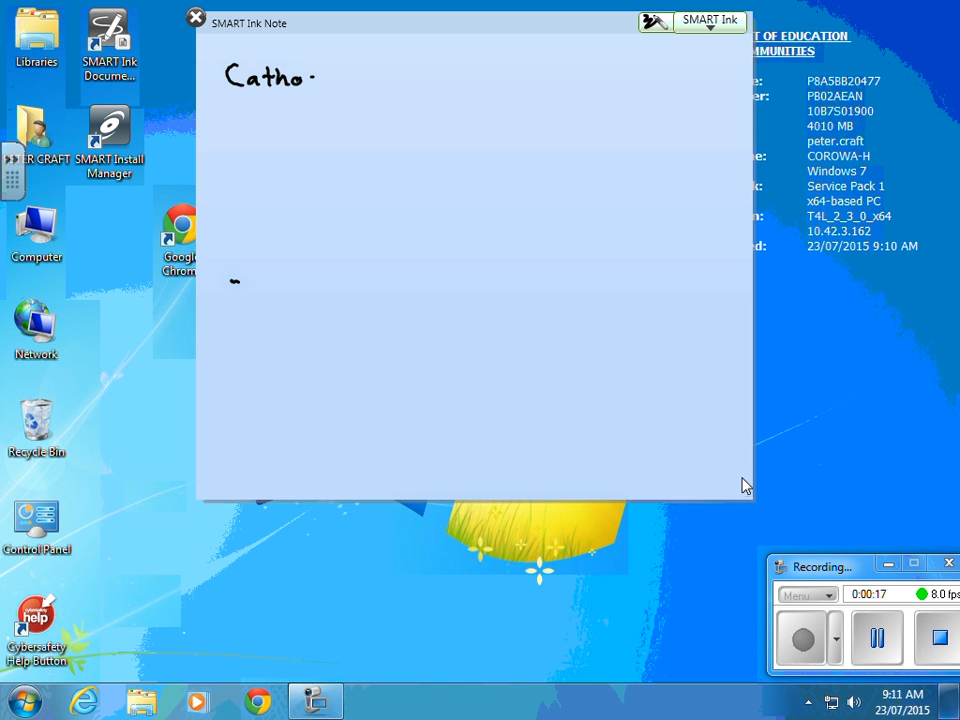 SMART Ink Note
SMART Ink
Catho
Libraries
SMART Ink
Docume...
CRAFT
SMART Install
Manager
Computer
Google
Chrom
Network
Recycle Bin
Control Panel
Cybersafety
Help Button
T OF EDUCATION
MMUNITIES
e: P8A5BB20477
er: PB02AEAN
10B7S01900
4010 MB
peter.craft
ne: COROWA-H
Windows 7
k: Service Pack 1
x64-based PC
n: T4L_2_3_0_x64
10.42.3.162
ed: 23/07/2015 9:10 AM
Recording...
Menu
0:00:17
8.0 fps
9:11 AM
23/07/2015
help